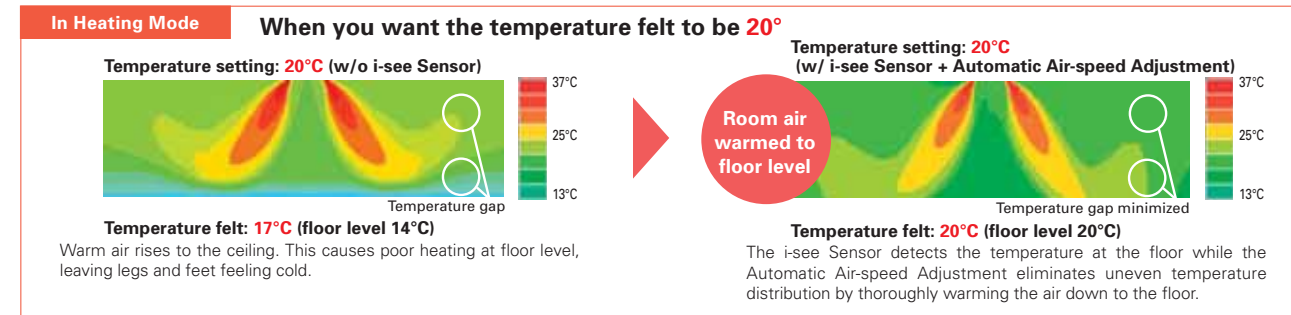 In Heating Mode
When you want the temperature felt to be 20°
Temperature setting: 20°C (w/o i-see Sensor)
37°C
25°C
13°C
Temperature gap
Temperature felt: 17°C (floor level 14°C)
Warm air rises to the ceiling. This causes poor heating at floor level,
leaving legs and feet feeling cold.
Room air
warmed to
floor level
Temperature setting: 20°C
(w/ i-see Sensor + Automatic Air-speed Adjustment)
37°C
25°C
13°C
Temperature gap minimized
Temperature felt: 20°C (floor level 20°C)
The i-see Sensor detects the temperature at the floor while the
Automatic Air-speed Adjustment eliminates uneven temperature
distribution by thoroughly warming the air down to the floor.